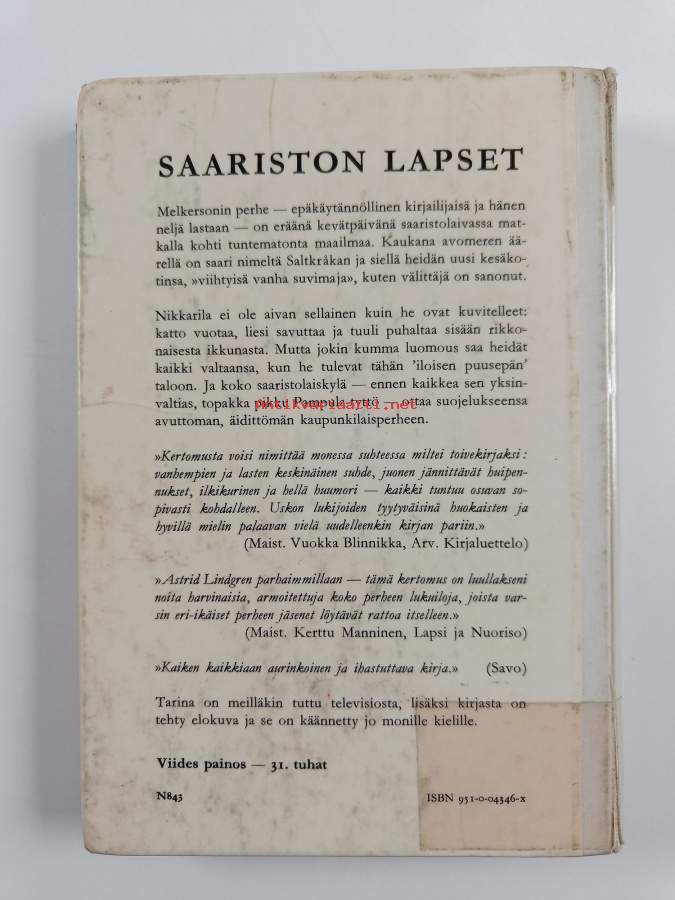 SAARISTON LAPSET
Melkersonin perhe — epäkäytännöllinen kirjailijaisä ja hänen
neljä lastaan — on eräänä kevätpäivänä saaristolaivassa mat-
kalla kohti tuntematonta maailmaa. Kaukana avomeren ää-
rellä on saari nimeltä Saltkråkan ja siellä heidän uusi kesäko-
tinsa, »viihtyisä vanha suvimaja», kuten välittäjä on sanonut.
Nikkarila ei ole aivan sellainen kuin he ovat kuvitelleet:
katto vuotaa, liesi savuttaa ja tuuli puhaltaa sisään rikko-
naisesta ikkunasta. Mutta jokin kumma luomous saa heidät
kaikki valtaansa, kun he tulevat tähän 'iloisen puusepän'
taloon. Ja koko saaristolaiskylä — ennen kaikkea sen yksin-
valtias, topakka pikku Pampula-tyttö — ottaa suojelukseensa
antikvariaatti.net
avuttoman, äidittömän kaupunkilaisperheen.
»Kertomusta voisi nimittää monessa suhteessa miltei toivekirjaksi:
vanhempien ja lasten keskinäinen suhde, juonen jännittävät huipen-
nukset, ilkikurinen ja hellä huumori — kaikki tuntuu osuvan so-
pivasti kohdalleen. Uskon lukijoiden tyytyväisinä huokaisten ja
hyvillä mielin palaavan vielä uudelleenkin kirjan pariin.»
(Maist. Vuokka Blinnikka, Arv. Kirjaluettelo)
»Astrid Lindgren parhaimmillaan — tämä kertomus on luullakseni
noita harvinaisia, armoitettuja koko perheen lukuiloja, joista var-
sin eri-ikäiset perheen jäsenet löytävät rattoa itselleen.»
(Maist. Kerttu Manninen, Lapsi ja Nuoriso)
»Kaiken kaikkiaan aurinkoinen ja ihastuttava kirja.» (Savo)
Tarina on meilläkin tuttu televisiosta, lisäksi kirjasta on
tehty elokuva ja se on käännetty jo monille kielille.
Viides painos — 31. tuhat
N843 ISBN 951-0-04346-x